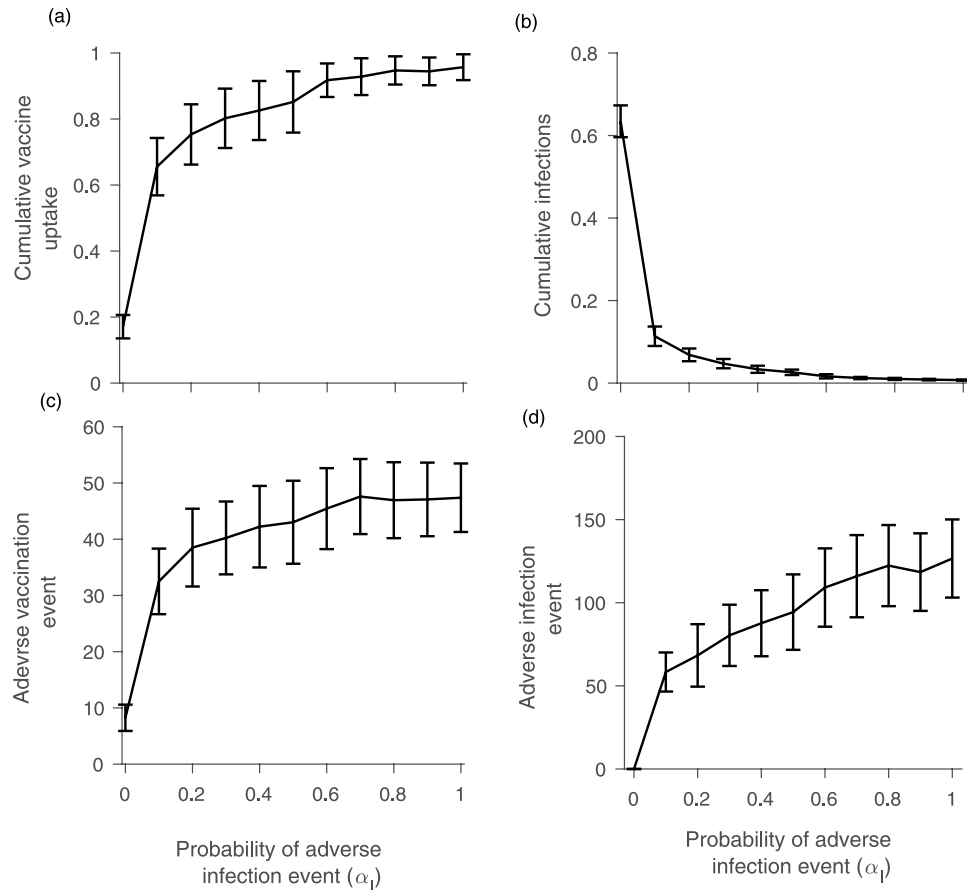 (a)
1
0.8
0.6
0.4
0.2
0
Cumulative vaccine
uptake
(b)
0.8
0.6
0.4
0.2
0
Cumulative infections
(c)
60
50
40
30
20
10
0
Adevrse vaccination
event
0 0.2 0.4 0.6 0.8 1
Probability of adverse
infection event (α_I)
(d)
200
150
100
50
0
Adverse infection
event
0 0.2 0.4 0.6 0.8 1
Probability of adverse
infection event (α_I)